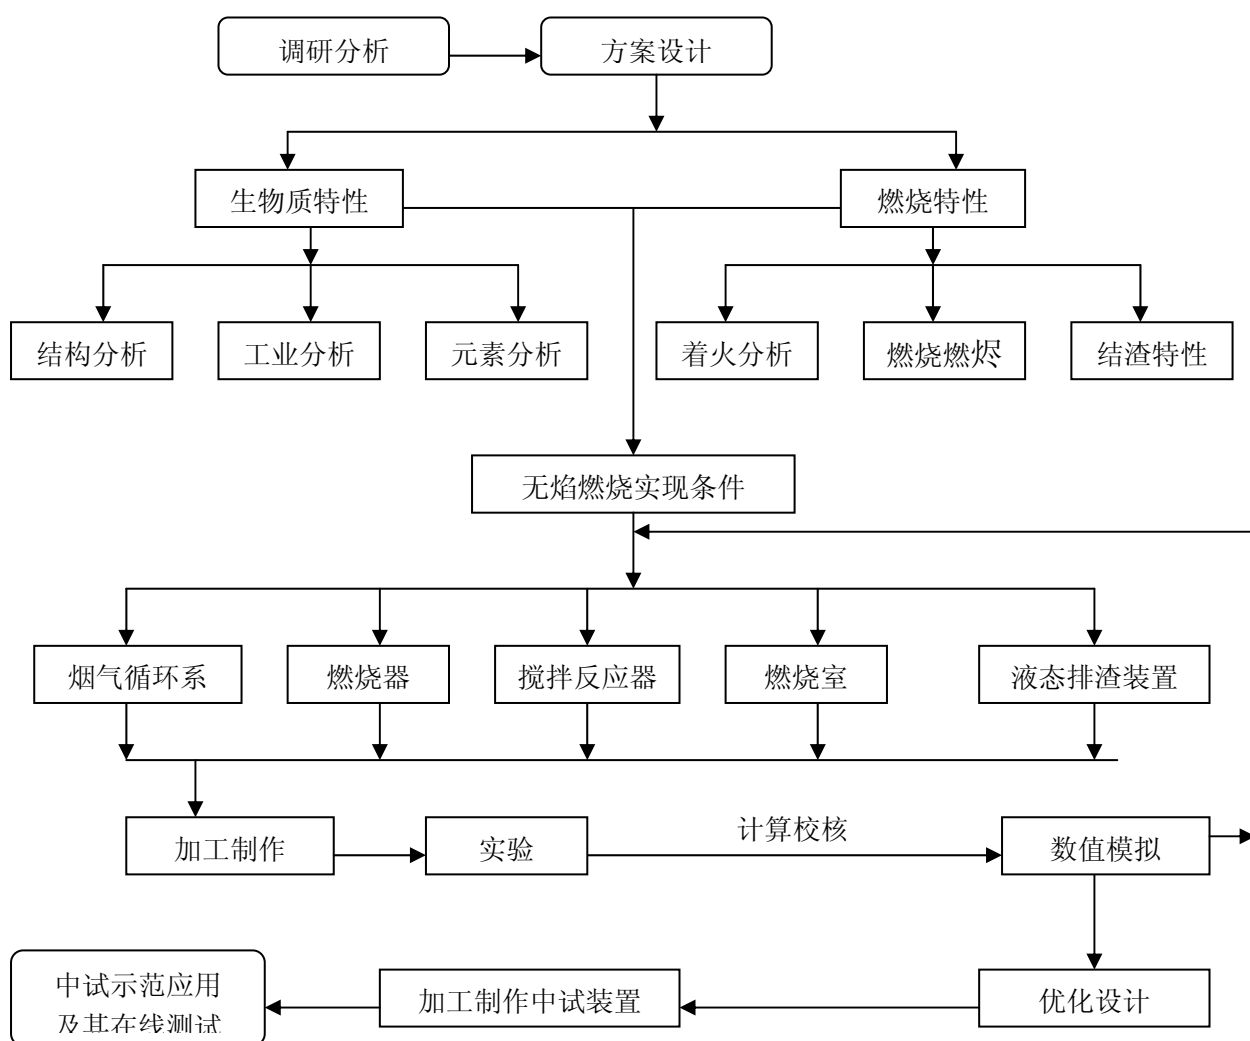 调研分析
方案设计
生物质特性
燃烧特性
结构分析
工业分析
元素分析
着火分析
燃烧燃烬
结渣特性
无焰燃烧实现条件
烟气循环系
燃烧器
搅拌反应器
燃烧室
液态排渣装置
加工制作
实验
计算校核
数值模拟
中试示范应用
及其在线测试
加工制作中试装置
优化设计